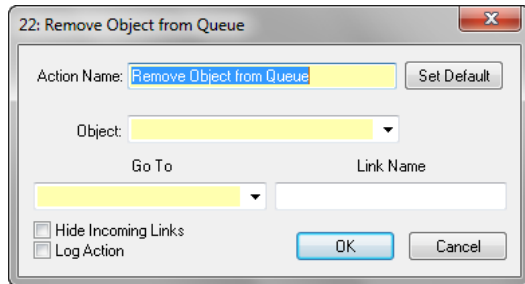 22: Remove Object from Queue
Action Name: Remove Object from Queue Set Default
Object:
Go To Link Name
Hide Incoming Links
Log Action
OK Cancel